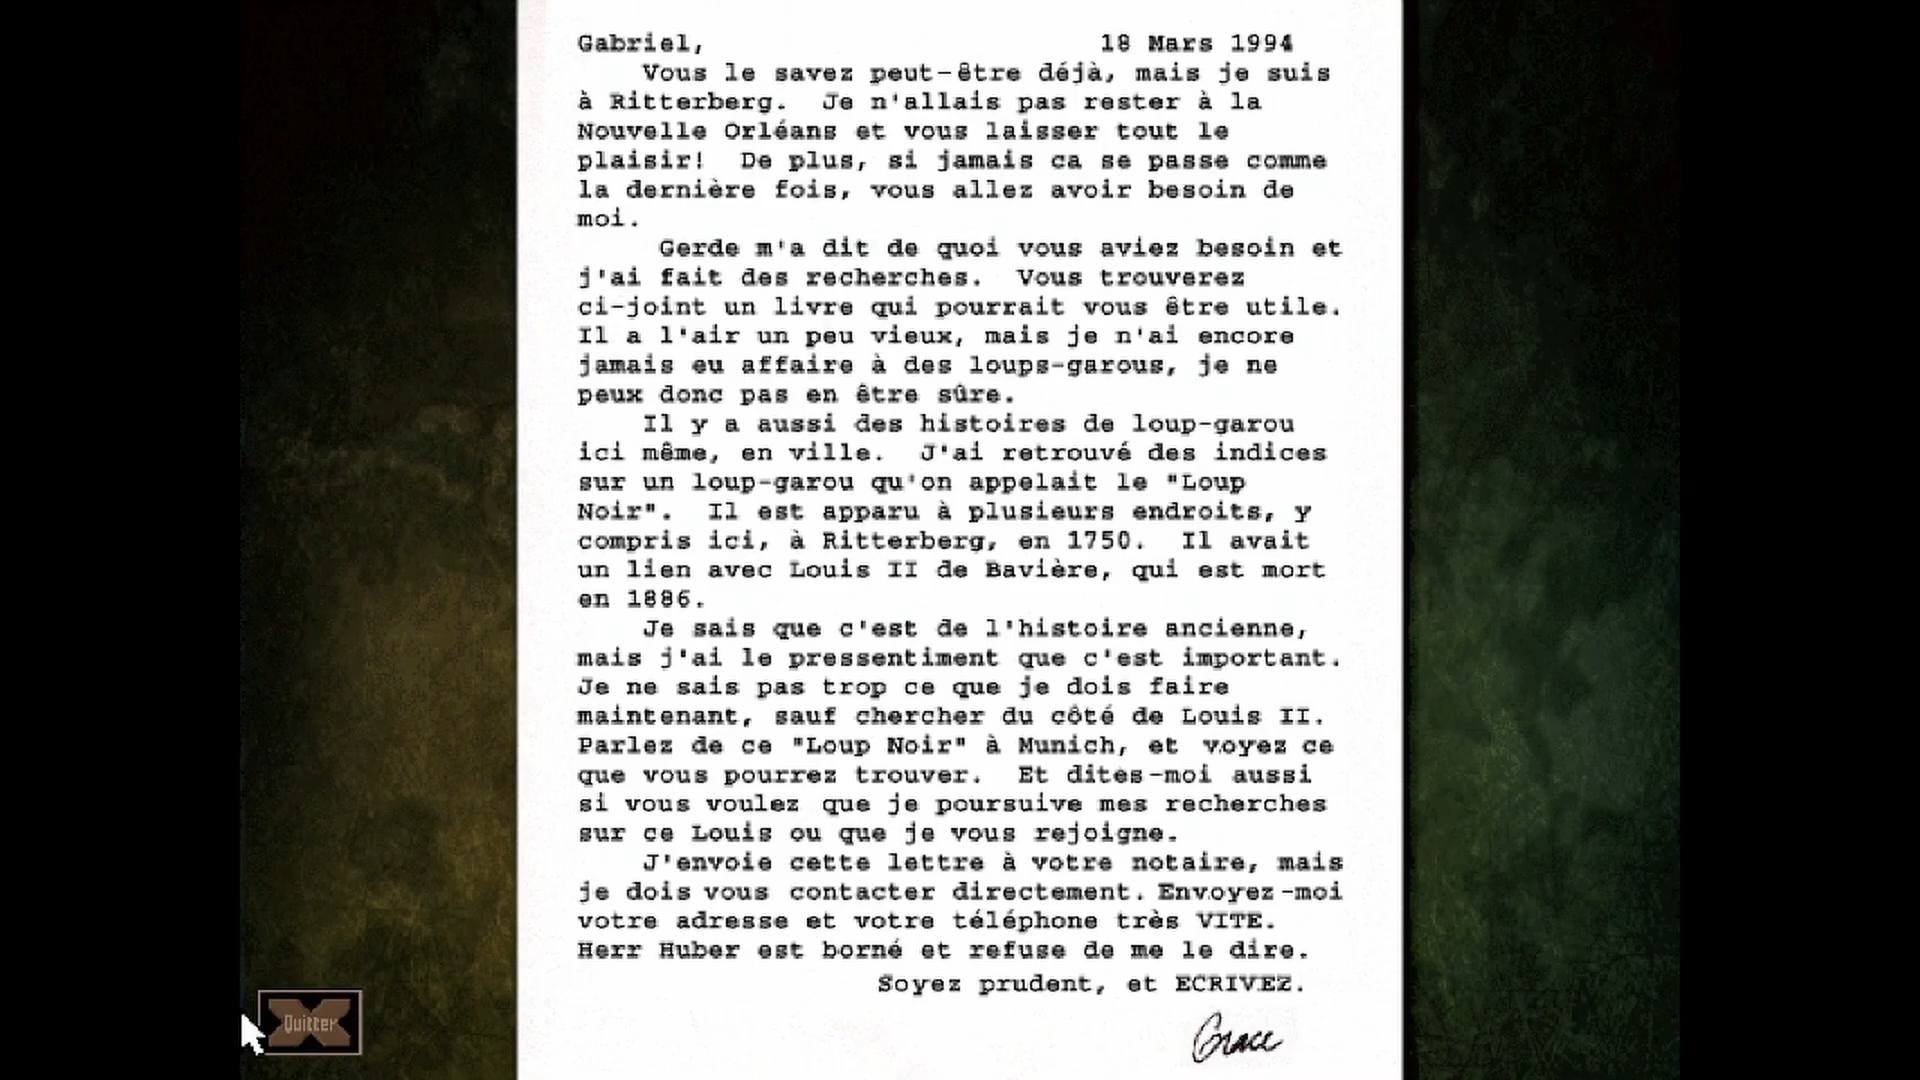 Gabriel, 18 Mars 1994
Vous le savez peut-être déjà, mais je suis
à Ritterberg. Je n'allais pas rester à la
Nouvelle Orléans et vous laisser tout le
plaisir! De plus, si jamais ca se passe comme
la dernière fois, vous allez avoir besoin de
moi.
Gerde m'a dit de quoi vous aviez besoin et
j'ai fait des recherches. Vous trouverez
ci-joint un livre qui pourrait vous être utile.
Il a l'air un peu vieux, mais je n'ai encore
jamais eu affaire à des loups-garous, je ne
peux donc pas en être sûre.
Il y a aussi des histoires de loup-garou
ici même, en ville. J'ai retrouvé des indices
sur un loup-garou qu'on appelait le "Loup
Noir". Il est apparu à plusieurs endroits, y
compris ici, à Ritterberg, en 1750. Il avait
un lien avec Louis II de Bavière, qui est mort
en 1886.
Je sais que c'est de l'histoire ancienne,
mais j'ai le pressentiment que c'est important.
Je ne sais pas trop ce que je dois faire
maintenant, sauf chercher du côté de Louis II.
Parlez de ce "Loup Noir" à Munich, et voyez ce
que vous pourrez trouver. Et dites-moi aussi
si vous voulez que je poursuive mes recherches
sur ce Louis ou que je vous rejoigne.
J'envoie cette lettre à votre notaire, mais
je dois vous contacter directement. Envoyez-moi
votre adresse et votre téléphone très VITE.
Herr Huber est borné et refuse de me le dire.
Soyez prudent, et ECRIVEZ.
Grace
Quitter